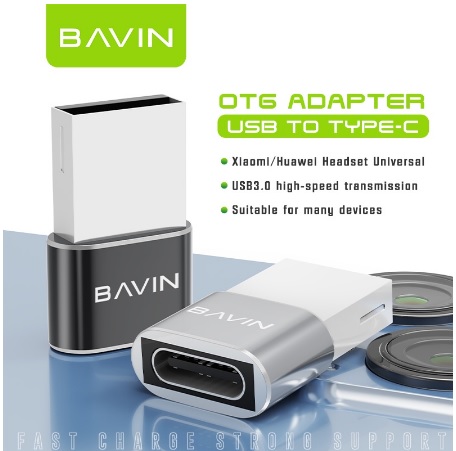 BAVIN
OTG ADAPTER
USB TO TYPE-C
Xiaomi/Huawei Headset Universal
USB3.0 high-speed transmission
Suitable for many devices
BAVIN
BAVIN
FAST CHARGE STRONG SUPPORT